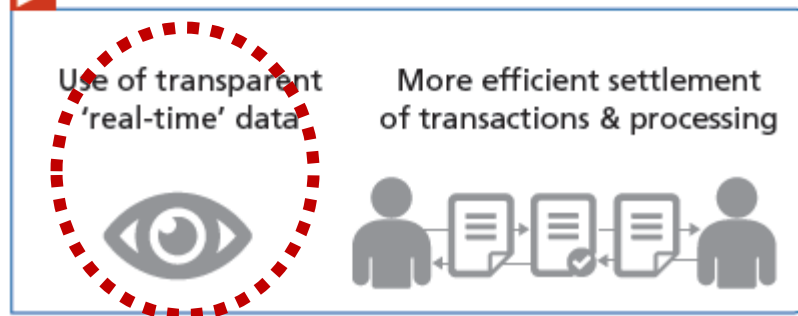 Use of transparent
‘real-time’ data
More efficient settlement
of transactions & processing